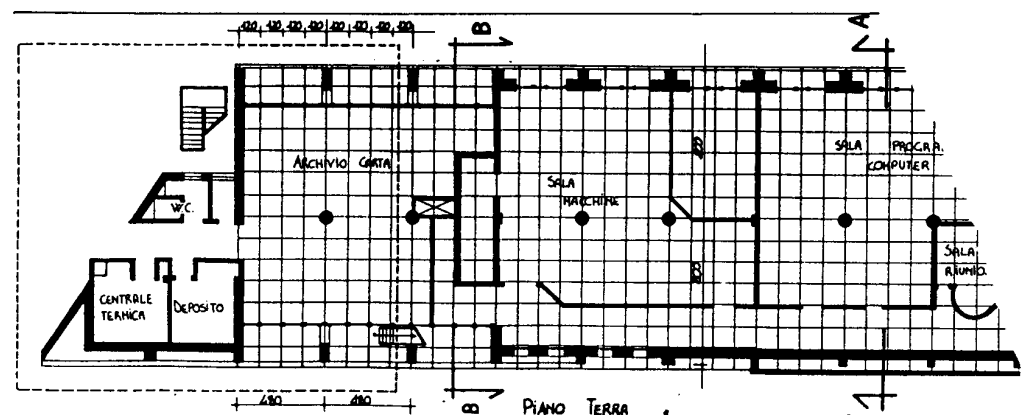 120 120 120 120 120 120 120 120
B
A
ARCHIVIO CARTA
SALA
MACCHINE
SALA PROGRA.
COMPUTER
W.C.
SALA
RIUNIO.
CENTRALE
TERMICA
DEPOSITO
480 480
B
PIANO TERRA